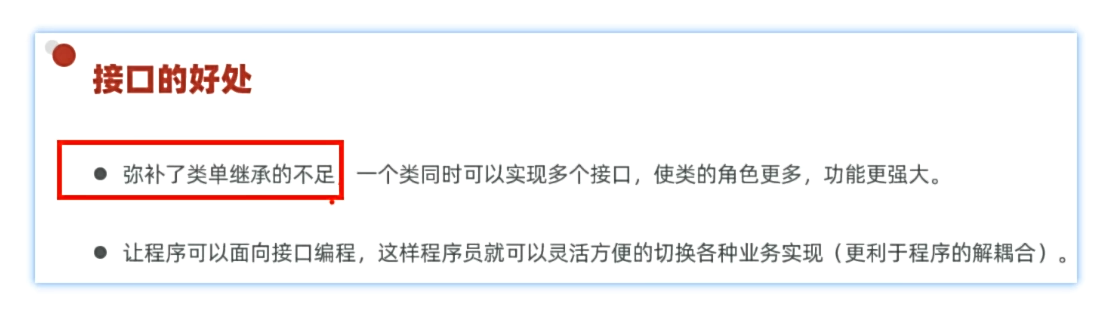 接口的好处
● 弥补了类单继承的不足，一个类同时可以实现多个接口，使类的角色更多，功能更强大。
● 让程序可以面向接口编程，这样程序员就可以灵活方便的切换各种业务实现（更利于程序的解耦合）。